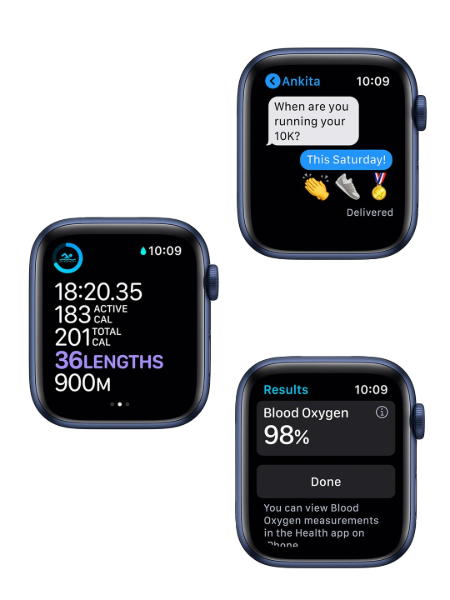 Ankita 10:09
When are you
running your
10K?
This Saturday!
Delivered
10:09
18:20.35
183 ACTIVE CAL
201 TOTAL CAL
36LENGTHS
900M
Results 10:09
Blood Oxygen
98%
Done
You can view Blood
Oxygen measurements
in the Health app on
iPhone